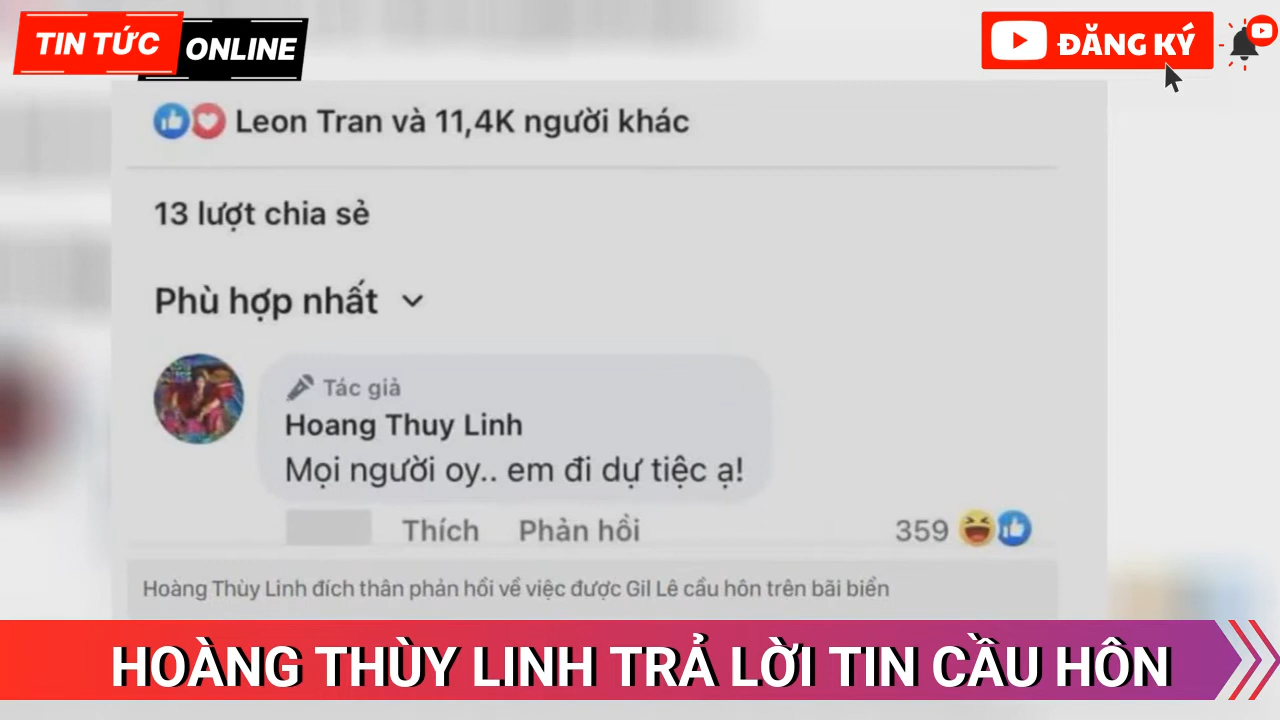 TIN TỨC
ONLINE
ĐĂNG KÝ
Leon Tran và 11,4K người khác
13 lượt chia sẻ
Phù hợp nhất
Tác giả
Hoang Thuy Linh
Mọi người oy.. em đi dự tiệc ạ!
Thích Phản hồi 359
Hoàng Thùy Linh đích thân phản hồi về việc được Gil Lê cầu hôn trên bãi biển
HOÀNG THÙY LINH TRẢ LỜI TIN CẦU HÔN